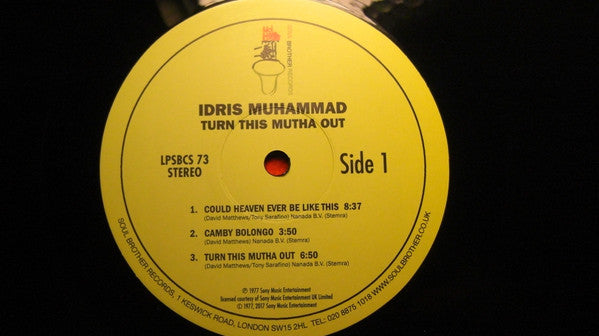 SOUL BROTHER RECORDS
IDRIS MUHAMMAD
TURN THIS MUTHA OUT
LPSBCS 73
STEREO
Side 1
1. COULD HEAVEN EVER BE LIKE THIS 8:37
(David Matthews/Tony Sarafino) Nanada B.V. (Stemra)
2. CAMBY BOLONGO 3:50
(David Matthews) Nanada B.V. (Stemra)
3. TURN THIS MUTHA OUT 6:50
(David Matthews/Tony Sarafino) Nanada B.V. (Stemra)
℗ 1977 Sony Music Entertainment
licensed courtesy of Sony Music Entertainment UK Limited
© 1977, 2017 Sony Music Entertainment
SOUL BROTHER RECORDS, 1 KESWICK ROAD, LONDON SW15 2HL TEL: 020 8875 1018 WWW.SOULBROTHER.CO.UK